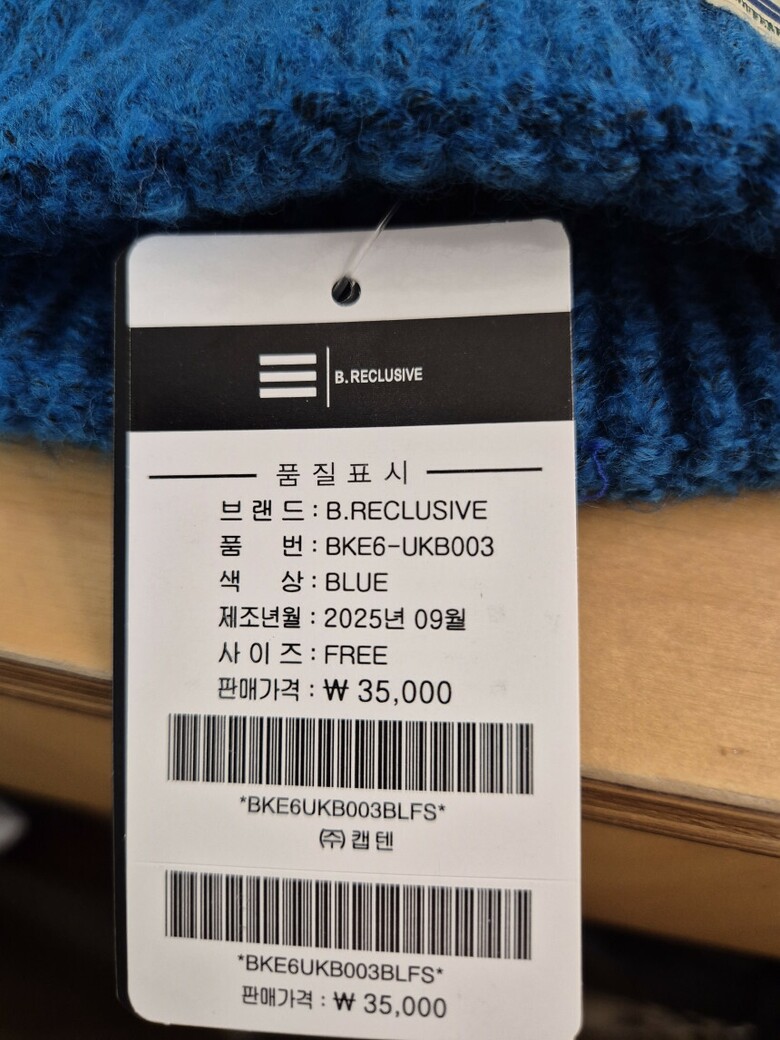 B.RECLUSIVE
품질표시
브랜드 : B.RECLUSIVE
품 번 : BKE6-UKB003
색 상 : BLUE
제조년월 : 2025년 09월
사이즈 : FREE
판매가격 : ₩ 35,000
*BKE6UKB003BLFS*
㈜캡텐
*BKE6UKB003BLFS*
판매가격 : ₩ 35,000